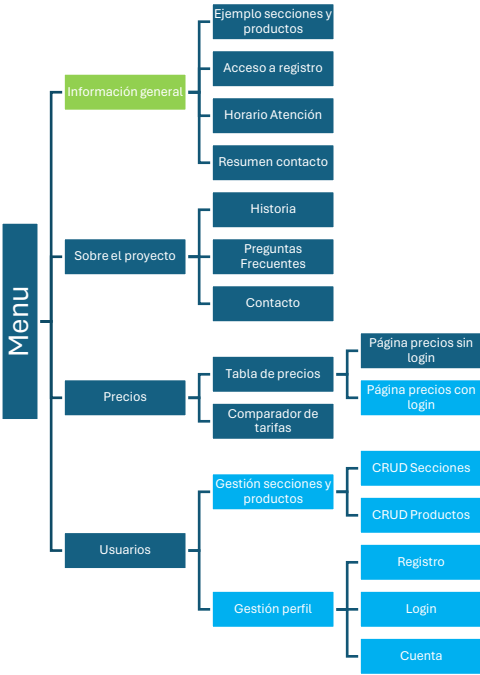 Menu
Información general
Ejemplo secciones y
productos
Acceso a registro
Horario Atención
Resumen contacto
Sobre el proyecto
Historia
Preguntas
Frecuentes
Contacto
Precios
Tabla de precios
Página precios sin
login
Página precios con
login
Comparador de
tarifas
Usuarios
Gestión secciones y
productos
CRUD Secciones
CRUD Productos
Gestión perfil
Registro
Login
Cuenta